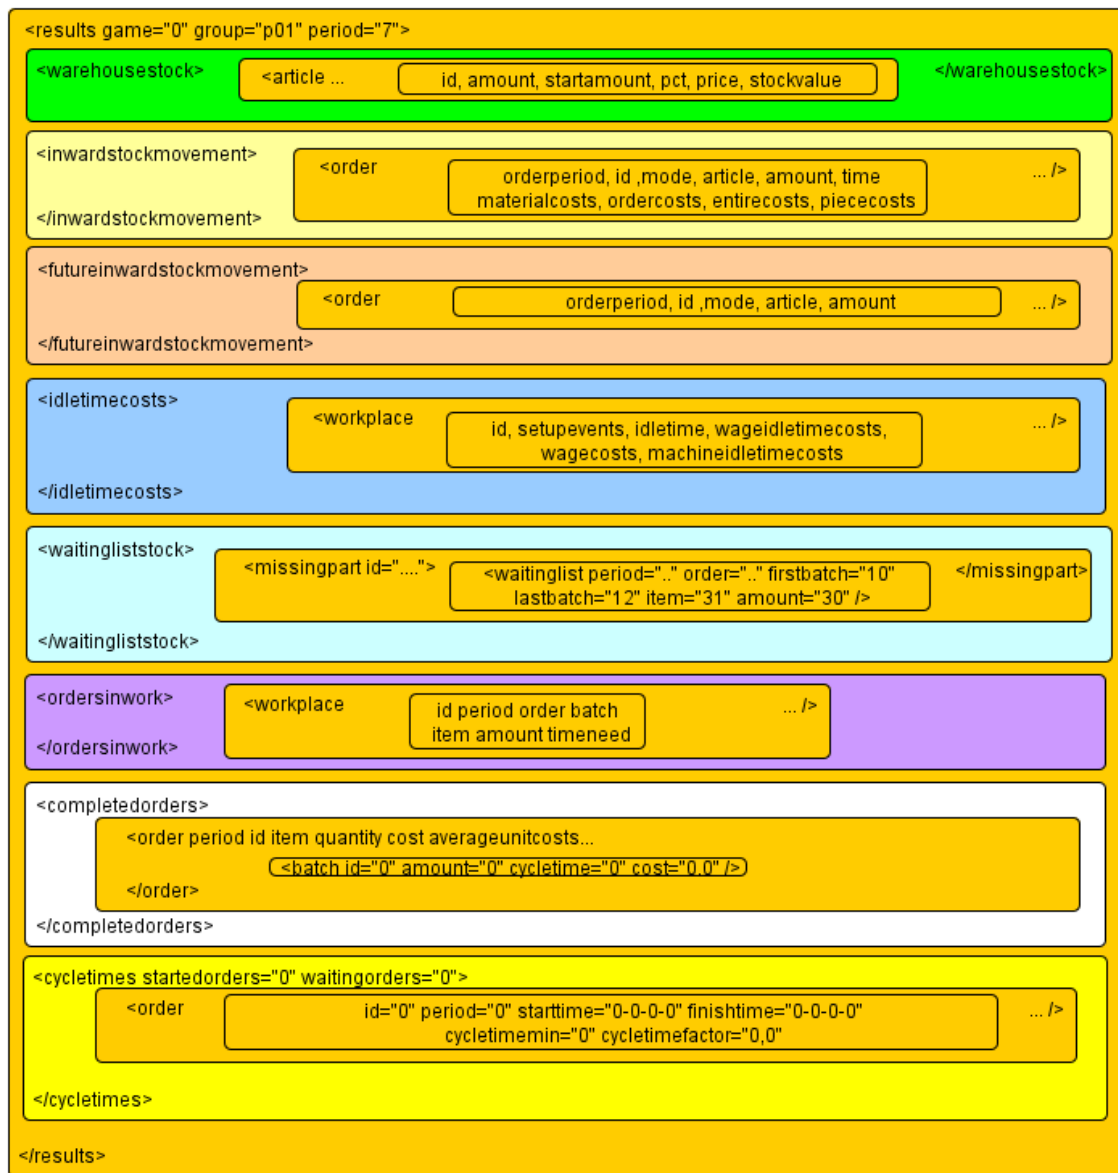 <results game="0" group="p01" period="7">
<warehousestock>
<article ...
id, amount, startamount, pct, price, stockvalue
</warehousestock>
<inwardstockmovement>
<order
orderperiod, id ,mode, article, amount, time
materialcosts, ordercosts, entirecosts, piececosts
... />
</inwardstockmovement>
<futureinwardstockmovement>
<order
orderperiod, id ,mode, article, amount
... />
</futureinwardstockmovement>
<idletimecosts>
<workplace
id, setupevents, idletime, wageidletimecosts,
wagecosts, machineidletimecosts
... />
</idletimecosts>
<waitingliststock>
<missingpart id="....">
<waitinglist period=".." order=".." firstbatch="10"
lastbatch="12" item="31" amount="30" />
</missingpart>
</waitingliststock>
<ordersinwork>
<workplace
id period order batch
item amount timeneed
... />
</ordersinwork>
<completedorders>
<order period id item quantity cost averageunitcosts...
<batch id="0" amount="0" cycletime="0" cost="0.0" />
</order>
</completedorders>
<cycletimes startedorders="0" waitingorders="0">
<order
id="0" period="0" starttime="0-0-0-0" finishtime="0-0-0-0"
cycletimemin="0" cycletimefactor="0,0"
... />
</cycletimes>
</results>